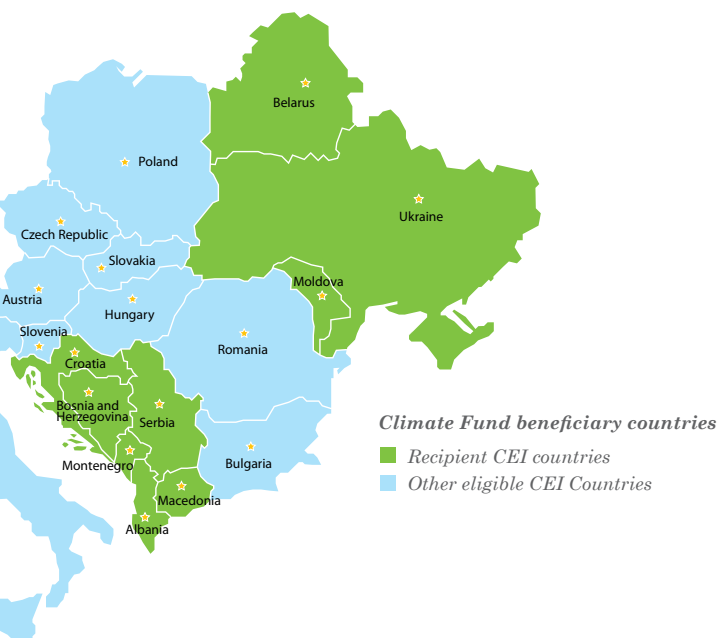 Belarus
Poland
Ukraine
Czech Republic
Slovakia
Moldova
Austria
Hungary
Slovenia
Romania
Croatia
Bosnia and
Herzegovina
Serbia
Climate Fund beneficiary countries
Recipient CEI countries
Montenegro
Bulgaria
Other eligible CEI Countries
Macedonia
Albania